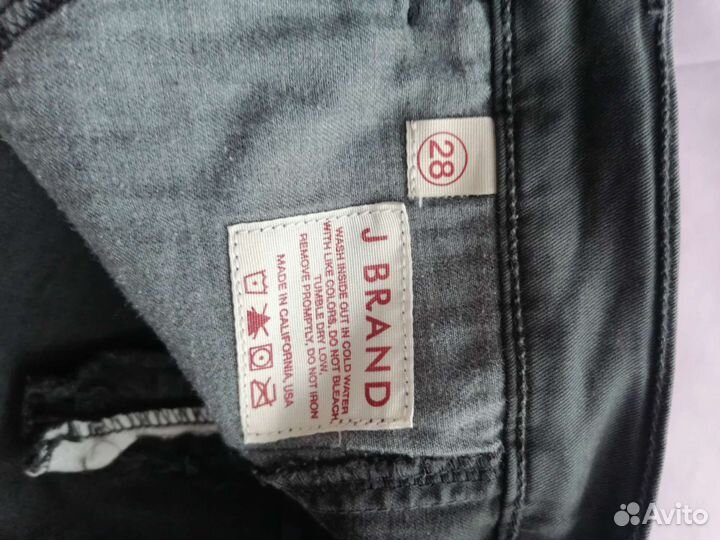 28
J BRAND
WASH INSIDE OUT IN COLD WATER
WITH LIKE COLORS. DO NOT BLEACH.
TUMBLE DRY LOW.
REMOVE PROMPTLY. DO NOT IRON
MADE IN CALIFORNIA, USA
Avito